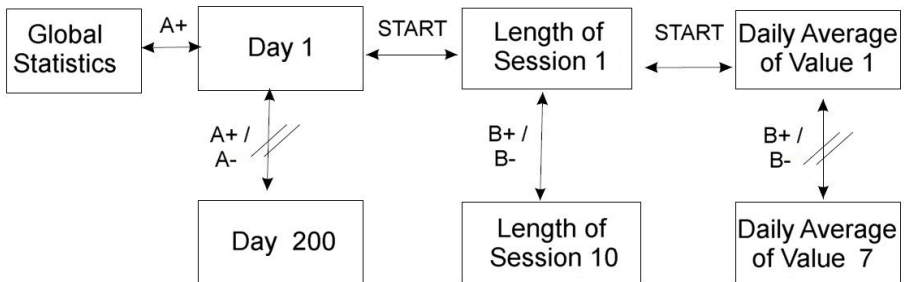 Global
Statistics
A+
Day 1
START
Length of
Session 1
START
Daily Average
of Value 1
A+ /
A-
B+ /
B-
B+ /
B-
Day 200
Length of
Session 10
Daily Average
of Value 7